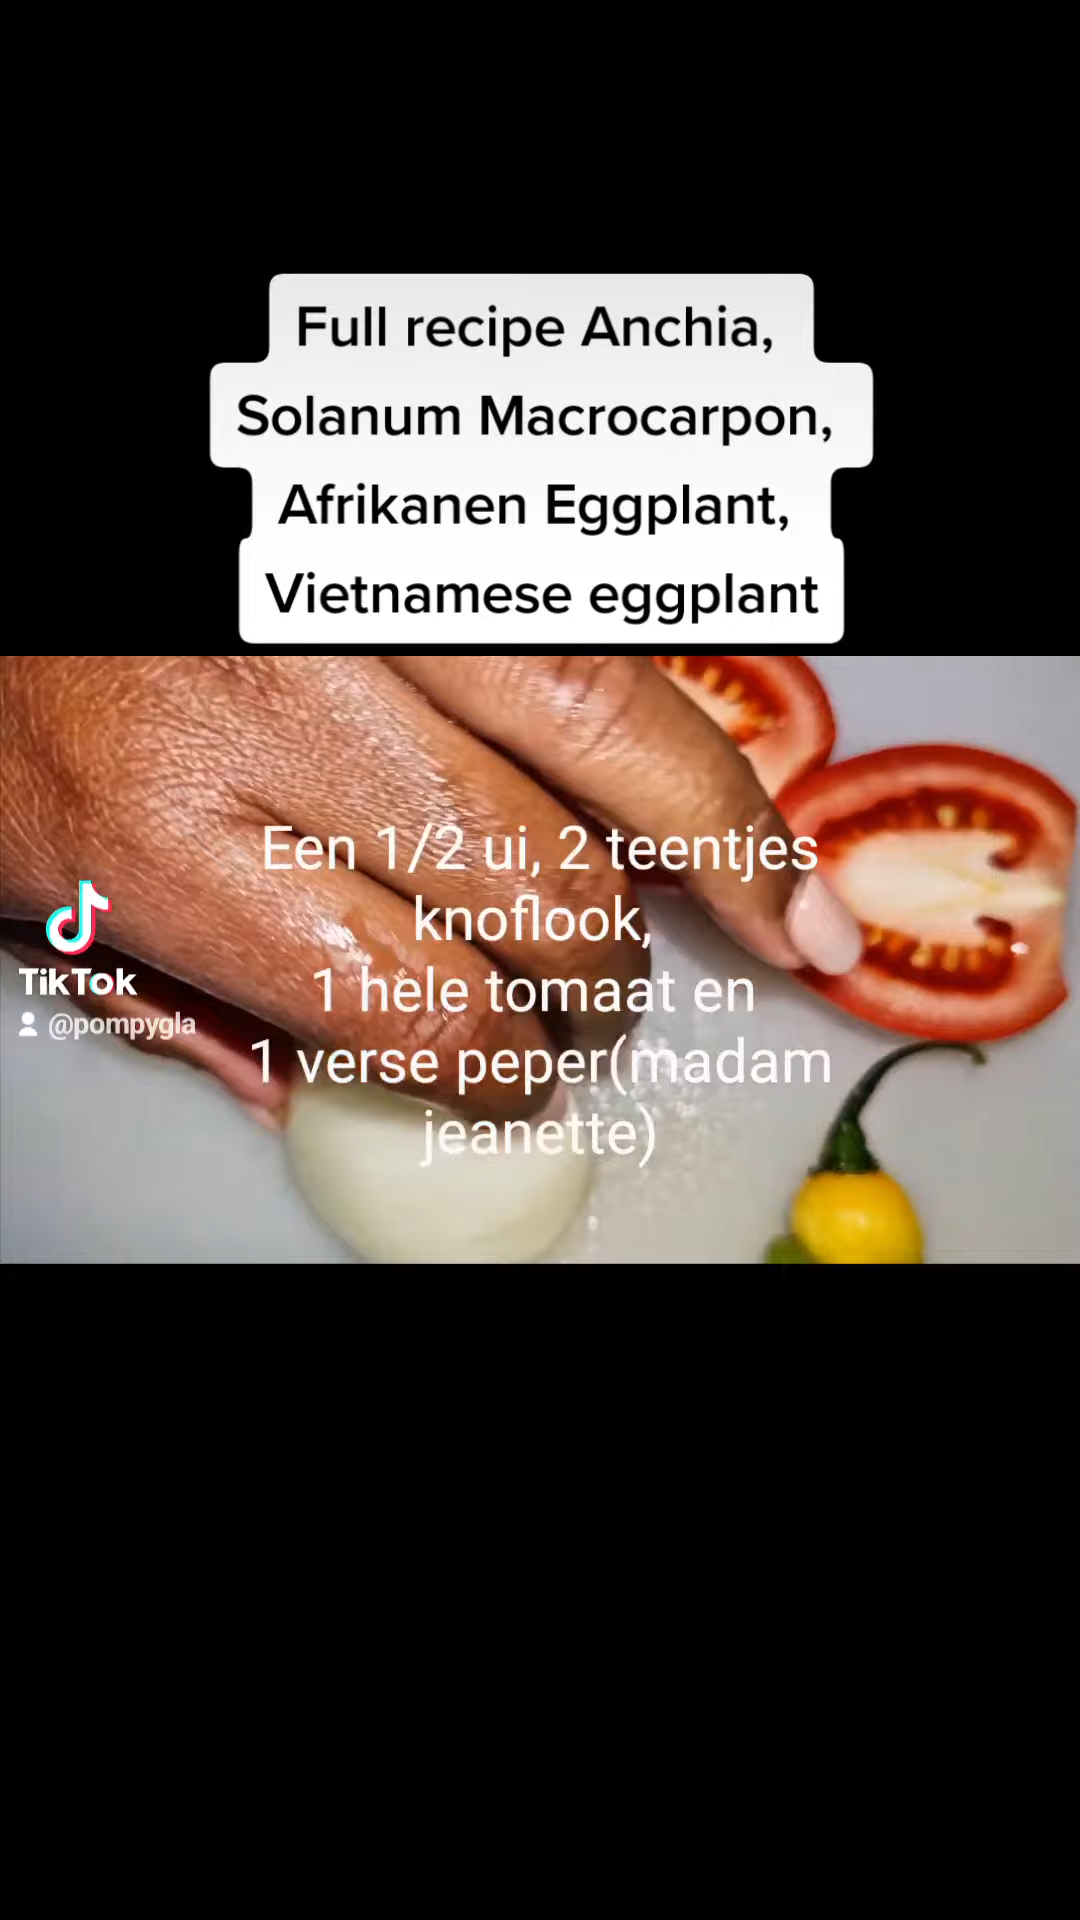 Full recipe Anchia,
Solanum Macrocarpon,
Afrikanen Eggplant,
Vietnamese eggplant
Een 1/2 ui, 2 teentjes
knoflook,
1 hele tomaat en
1 verse peper(madam
jeanette)
TikTok
@pompygla